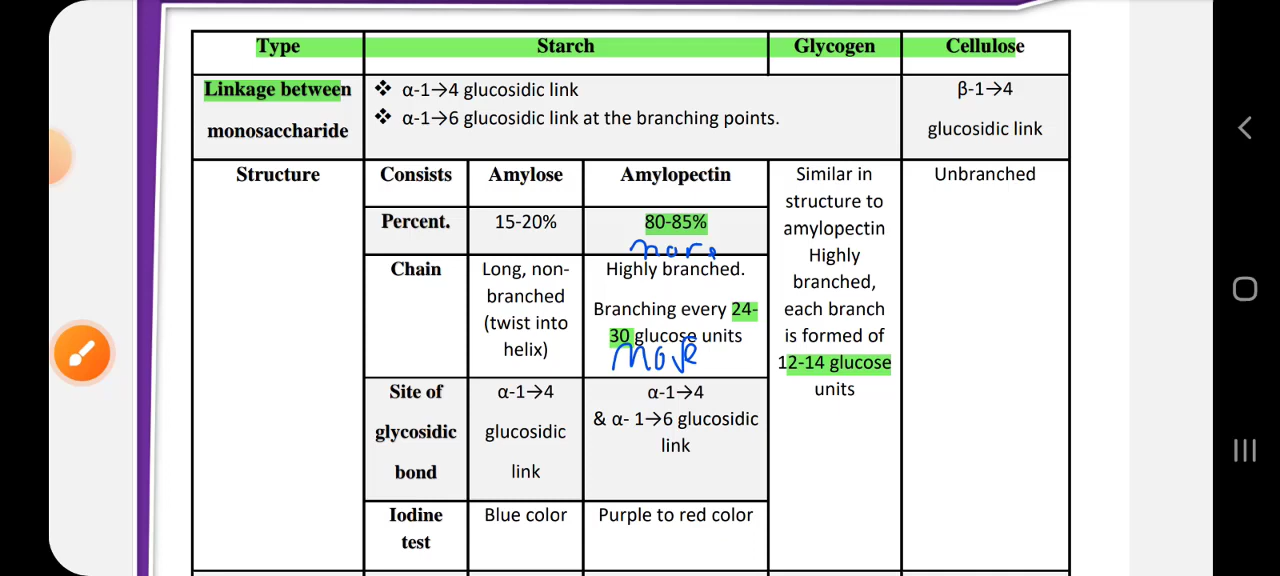 Type Starch Glycogen Cellulose
Linkage between
monosaccharide
❖ α-1→4 glucosidic link
❖ α-1→6 glucosidic link at the branching points.
β-1→4
glucosidic link
Structure
Consists Amylose Amylopectin
Percent. 15-20% 80-85%
more
Chain
Long, non-
branched
(twist into
helix)
Highly branched.
Branching every 24-
30 glucose units
more
Site of
glycosidic
bond
α-1→4
glucosidic
link
α-1→4
& α- 1→6 glucosidic
link
Iodine
test
Blue color
Purple to red color
Similar in
structure to
amylopectin
Highly
branched,
each branch
is formed of
12-14 glucose
units
Unbranched